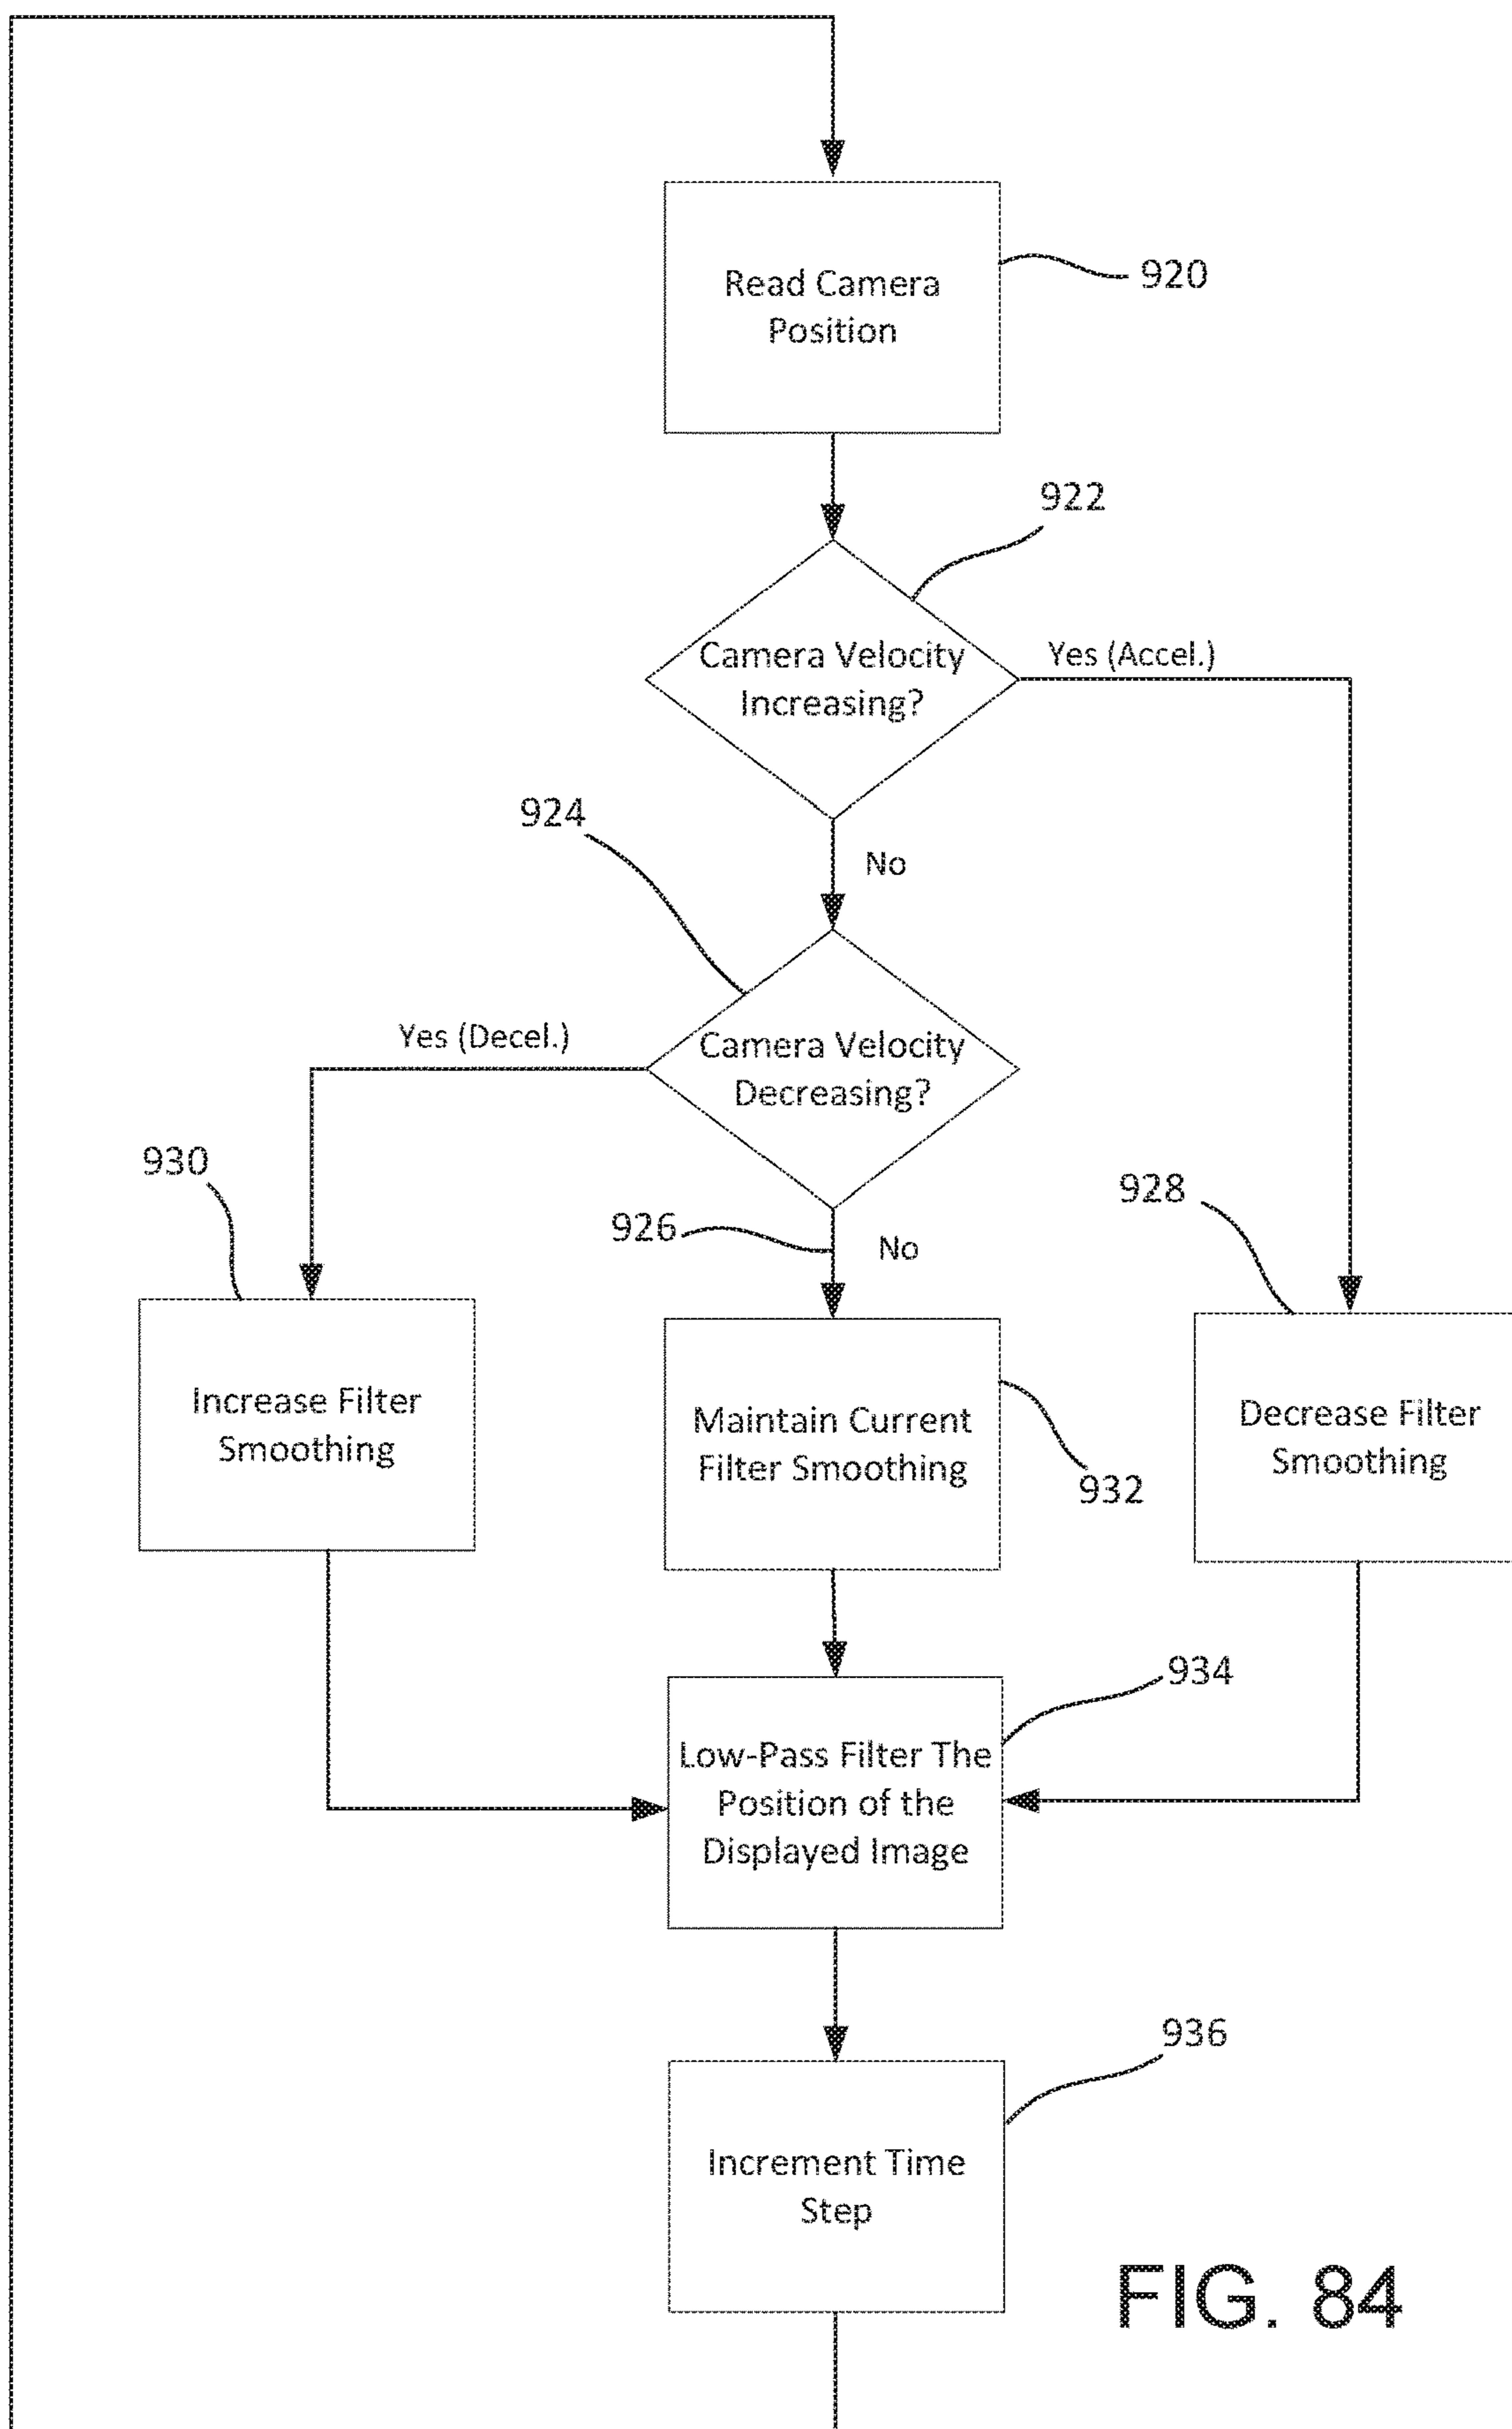 Read Camera
Position
920
922
Camera Velocity
Increasing?
Yes (Accel.)
No
924
Camera Velocity
Decreasing?
Yes (Decel.)
930
926
No
928
Increase Filter
Smoothing
Maintain Current
Filter Smoothing
932
Decrease Filter
Smoothing
934
Low-Pass Filter The
Position of the
Displayed Image
936
Increment Time
Step
FIG. 84